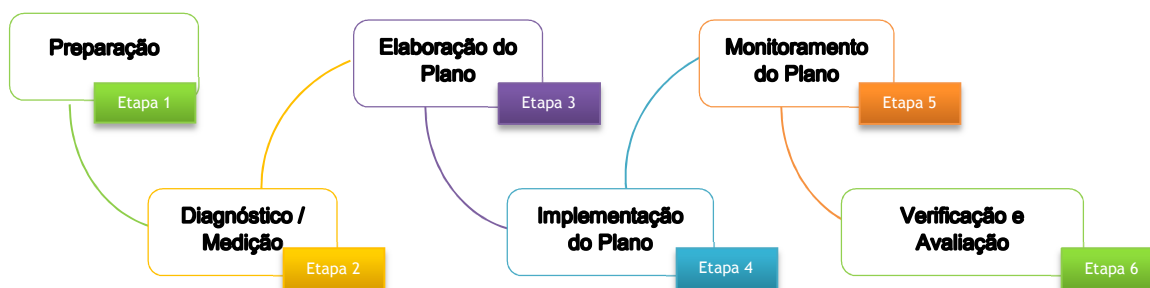 Preparação
Etapa 1
Diagnóstico /
Medição
Etapa 2
Elaboração do
Plano
Etapa 3
Implementação
do Plano
Etapa 4
Monitoramento
do Plano
Etapa 5
Verificação e
Avaliação
Etapa 6